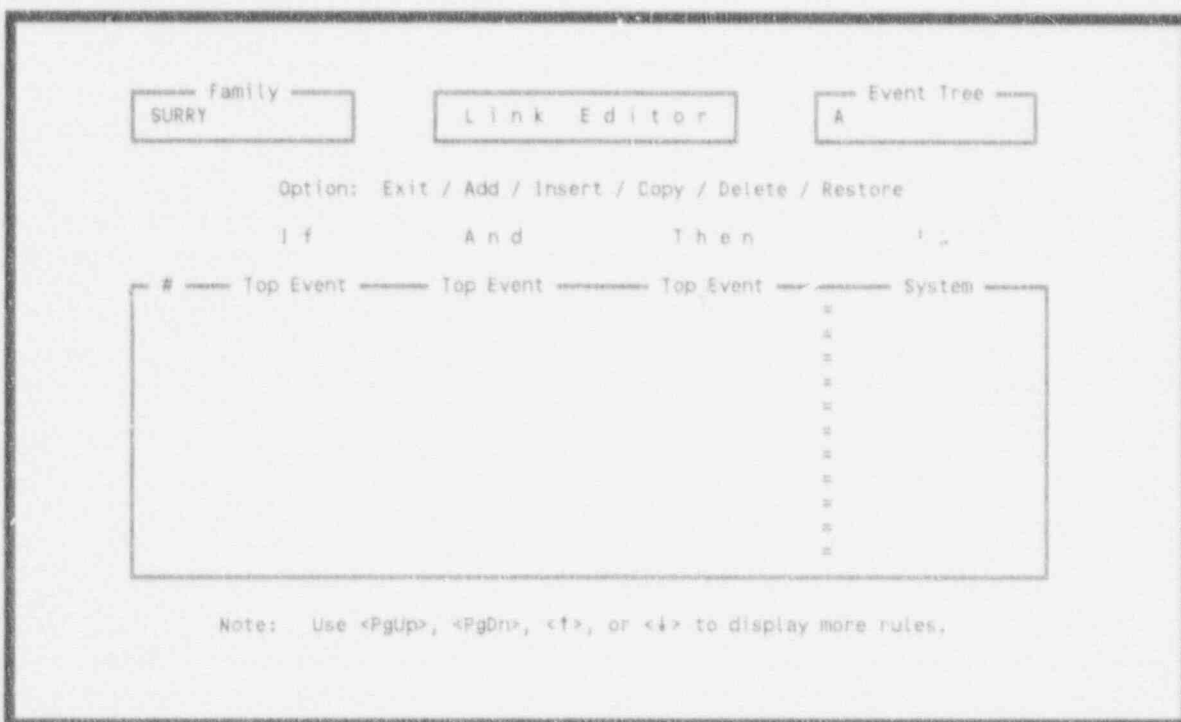 Family Event Tree
SURRY Link Editor A
Option: Exit / Add / Insert / Copy / Delete / Restore
If And Then
# Top Event Top Event Top Event System
=
=
=
=
=
=
=
=
=
=
=
Note: Use <PgUp>, <PgDn>, <↑>, or <↓> to display more rules.